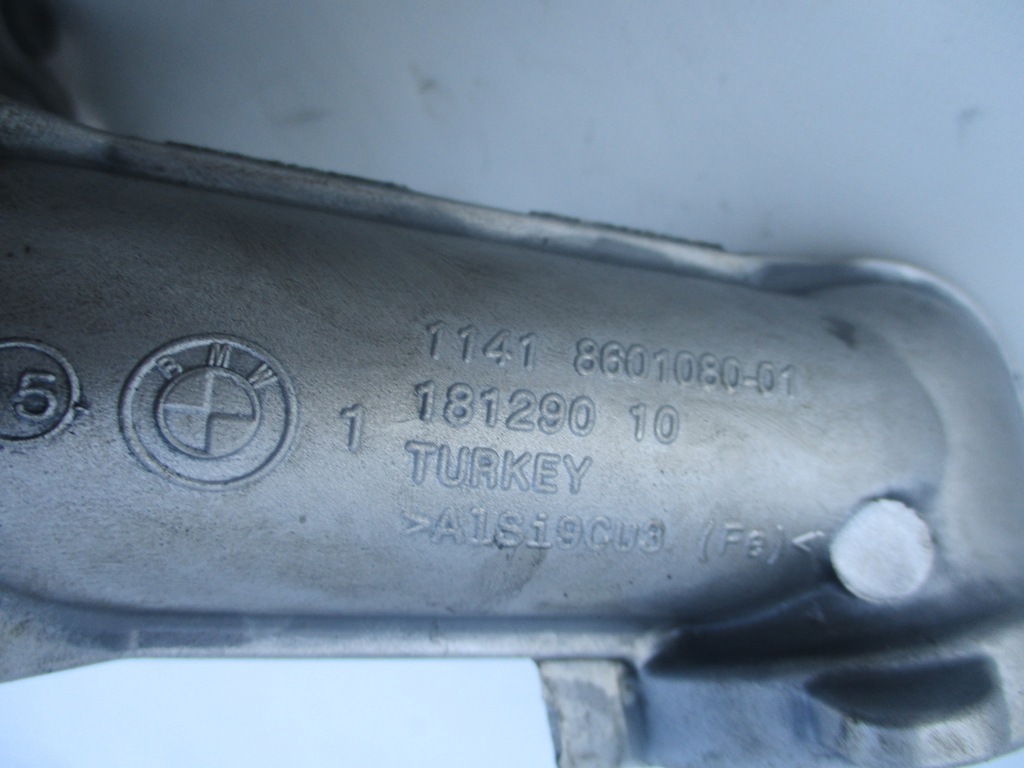 5
BMW
1
1141 8601080-01
181290 10
TURKEY
>AlSi9Cu3 (Fe)<